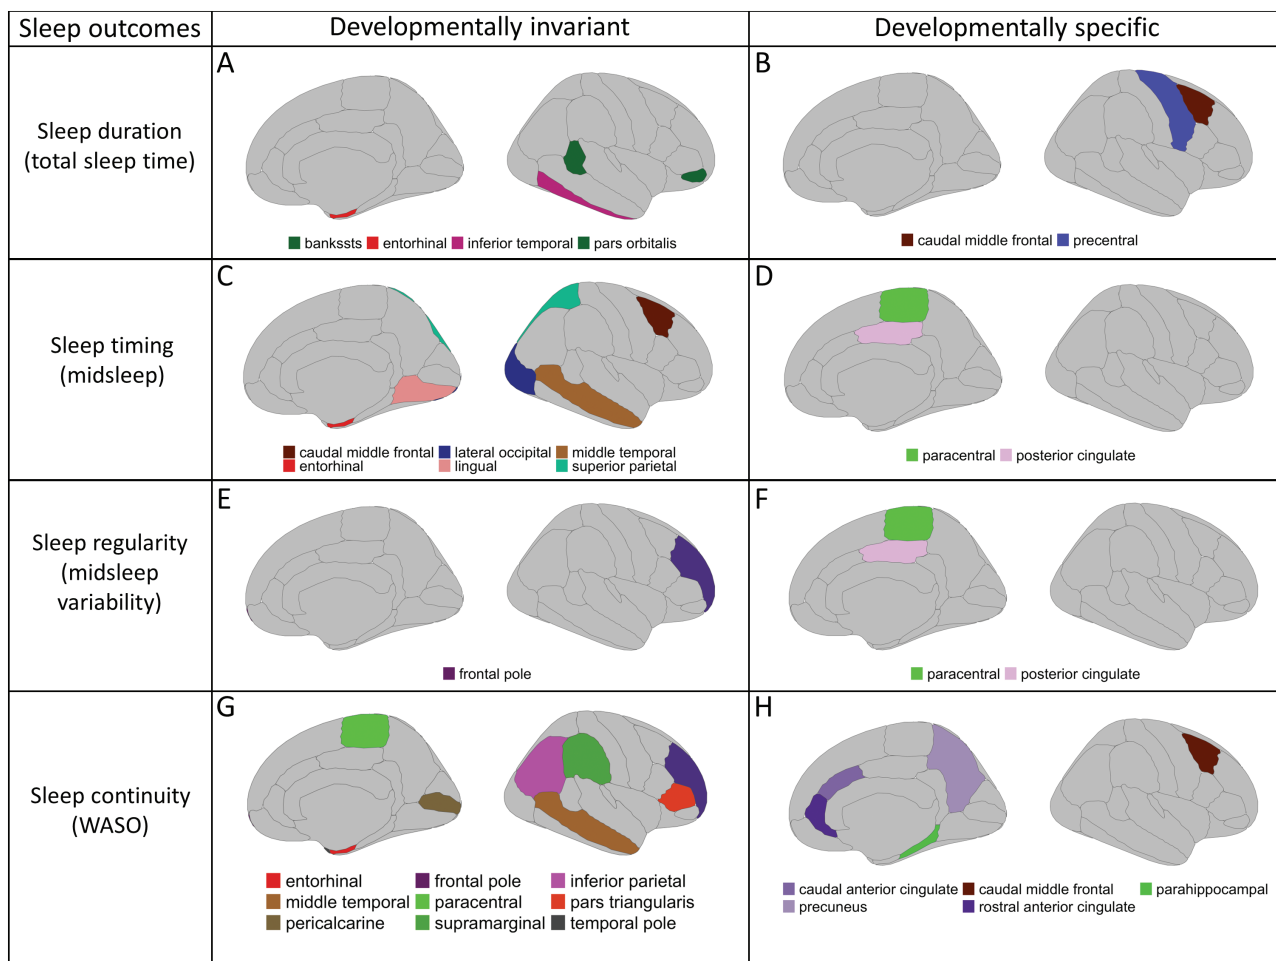 Sleep outcomes
Developmentally invariant
Developmentally specific
Sleep duration
(total sleep time)
A
bankssts entorhinal inferior temporal pars orbitalis
B
caudal middle frontal precentral
Sleep timing
(midsleep)
C
caudal middle frontal lateral occipital middle temporal
entorhinal lingual superior parietal
D
paracentral posterior cingulate
Sleep regularity
(midsleep
variability)
E
frontal pole
F
paracentral posterior cingulate
Sleep continuity
(WASO)
G
entorhinal frontal pole inferior parietal
middle temporal paracentral pars triangularis
pericalcarine supramarginal temporal pole
H
caudal anterior cingulate caudal middle frontal parahippocampal
precuneus rostral anterior cingulate